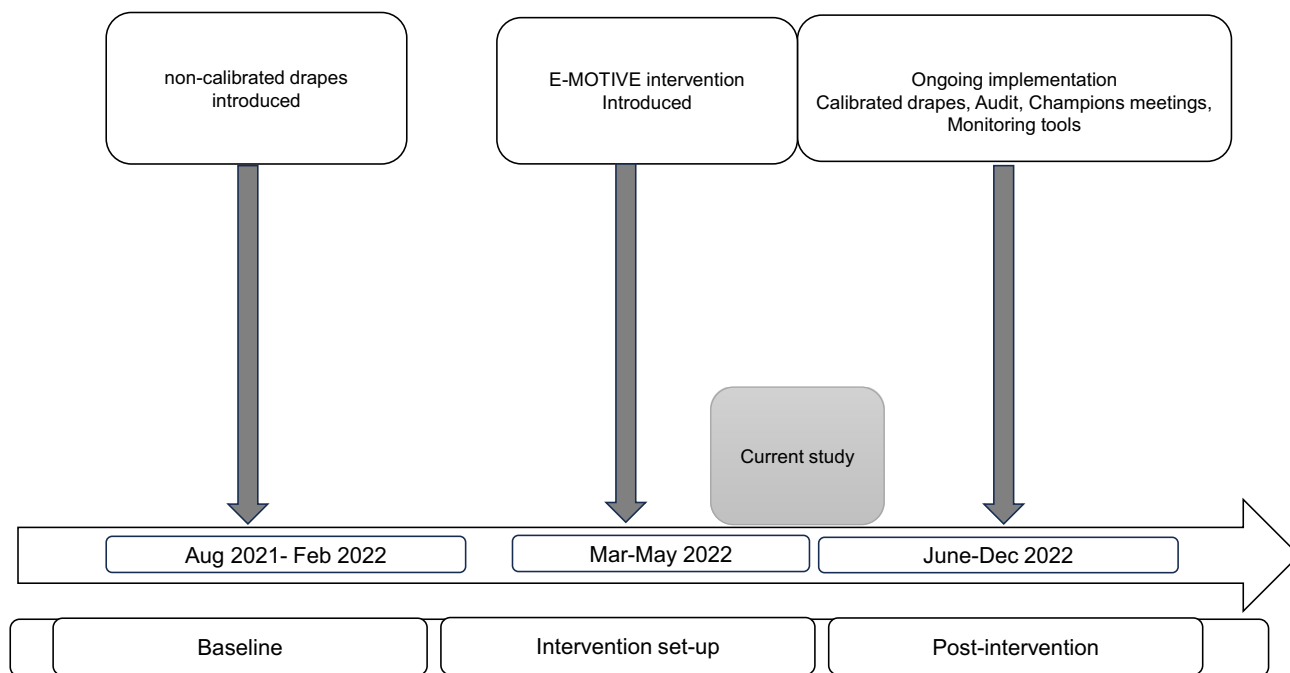 non-calibrated drapes
introduced
E-MOTIVE intervention
Introduced
Ongoing implementation
Calibrated drapes, Audit, Champions meetings,
Monitoring tools
Current study
Aug 2021- Feb 2022
Mar-May 2022
June-Dec 2022
Baseline
Intervention set-up
Post-intervention